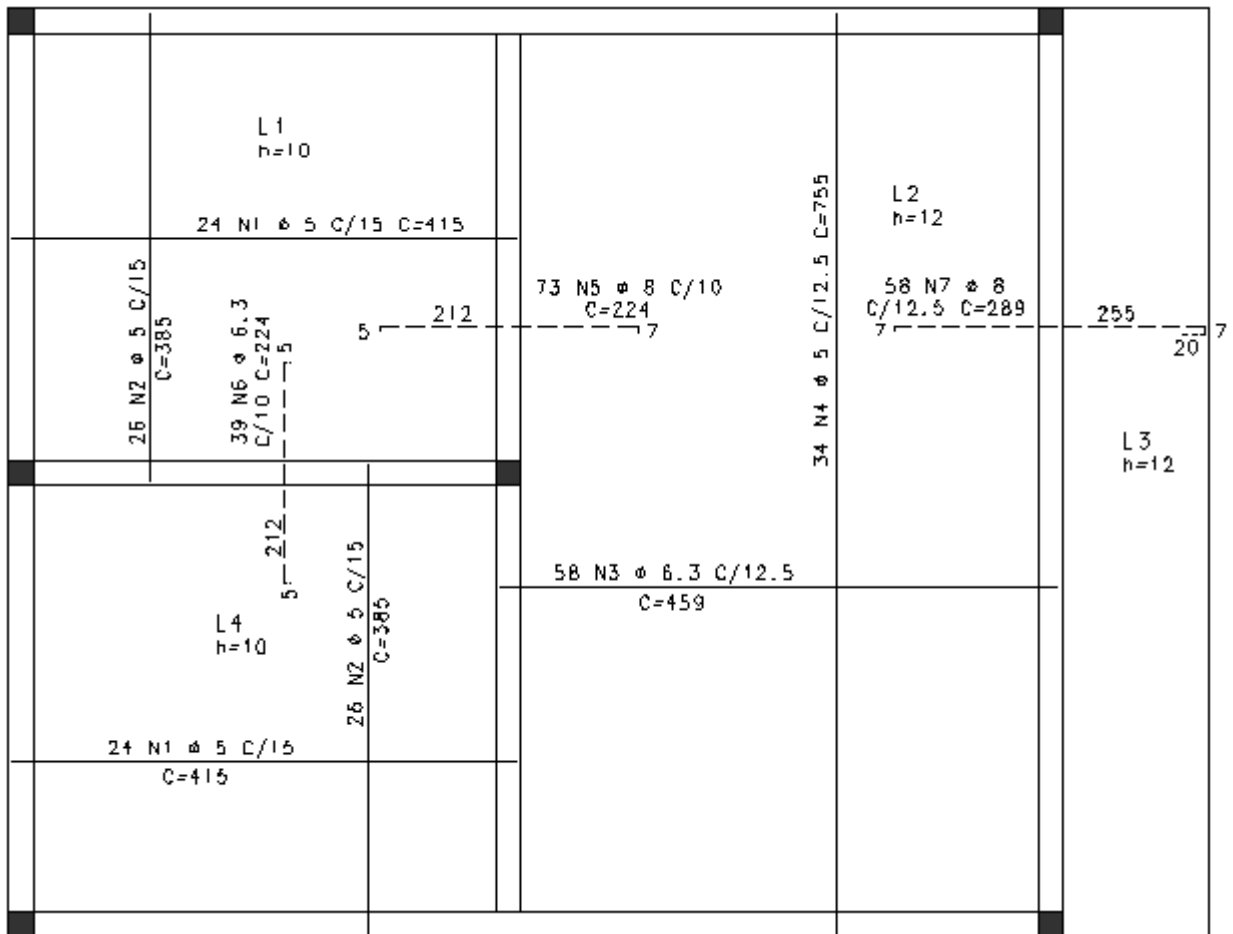 L1
h=10
24 N1 ø 5 C/15 C=415
26 N2 ø 5 C/15
C=385
39 N6 ø 6.3
C/10 C=224
5
212
5
5
212
7
73 N5 ø 8 C/10
C=224
34 N4 ø 5 C/12.5 C=755
L2
h=12
58 N7 ø 8
C/12.5 C=289
7
255
7
20
L3
h=12
58 N3 ø 6.3 C/12.5
C=459
L4
h=10
26 N2 ø 5 C/15
C=385
24 N1 ø 5 C/15
C=415